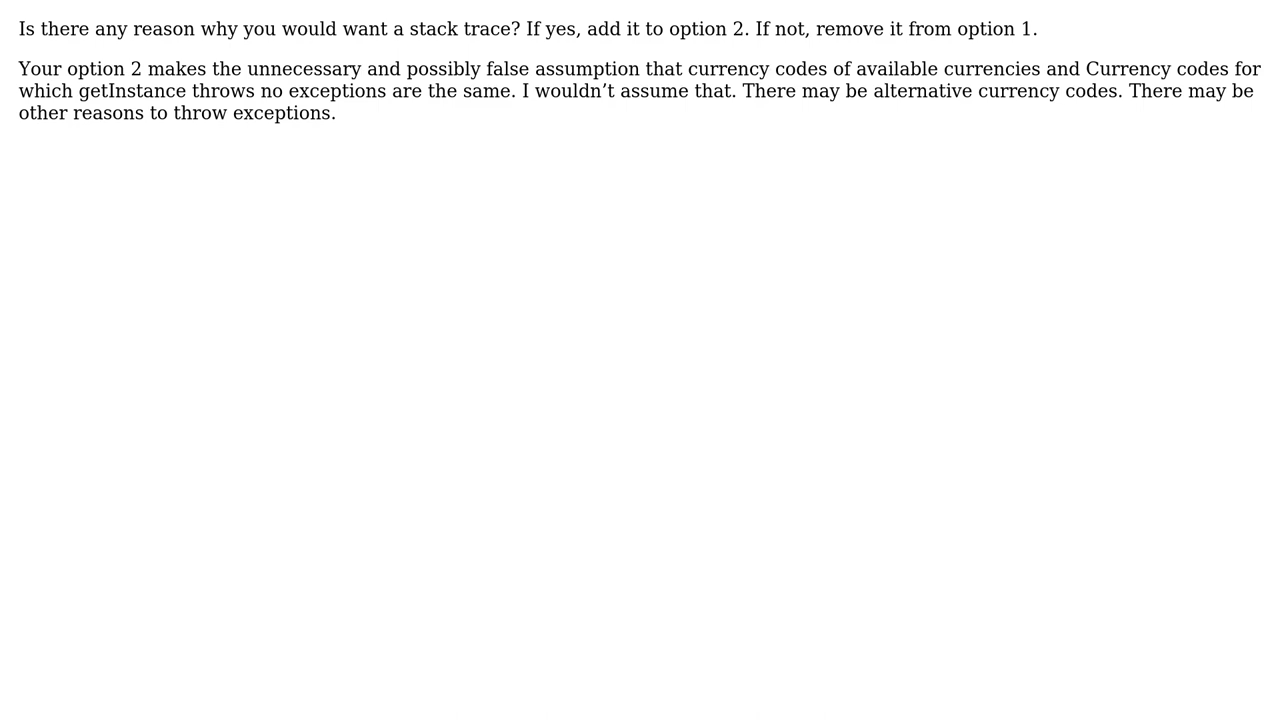 Is there any reason why you would want a stack trace? If yes, add it to option 2. If not, remove it from option 1.
Your option 2 makes the unnecessary and possibly false assumption that currency codes of available currencies and Currency codes for
which getInstance throws no exceptions are the same. I wouldn’t assume that. There may be alternative currency codes. There may be
other reasons to throw exceptions.